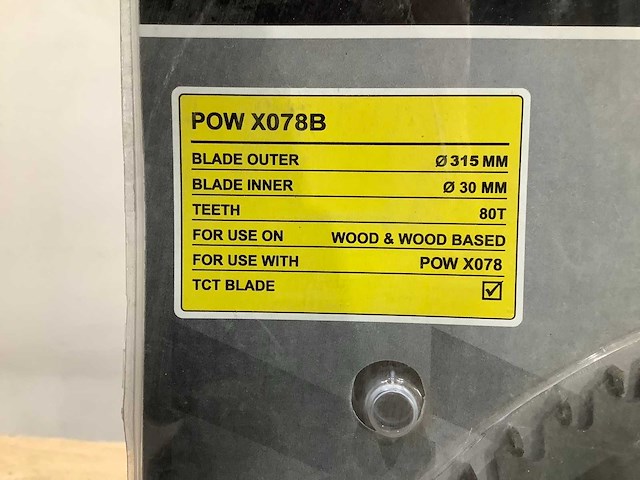 POW X078B
BLADE OUTER Ø 315 MM
BLADE INNER Ø 30 MM
TEETH 80T
FOR USE ON WOOD & WOOD BASED
FOR USE WITH POW X078
TCT BLADE ☑